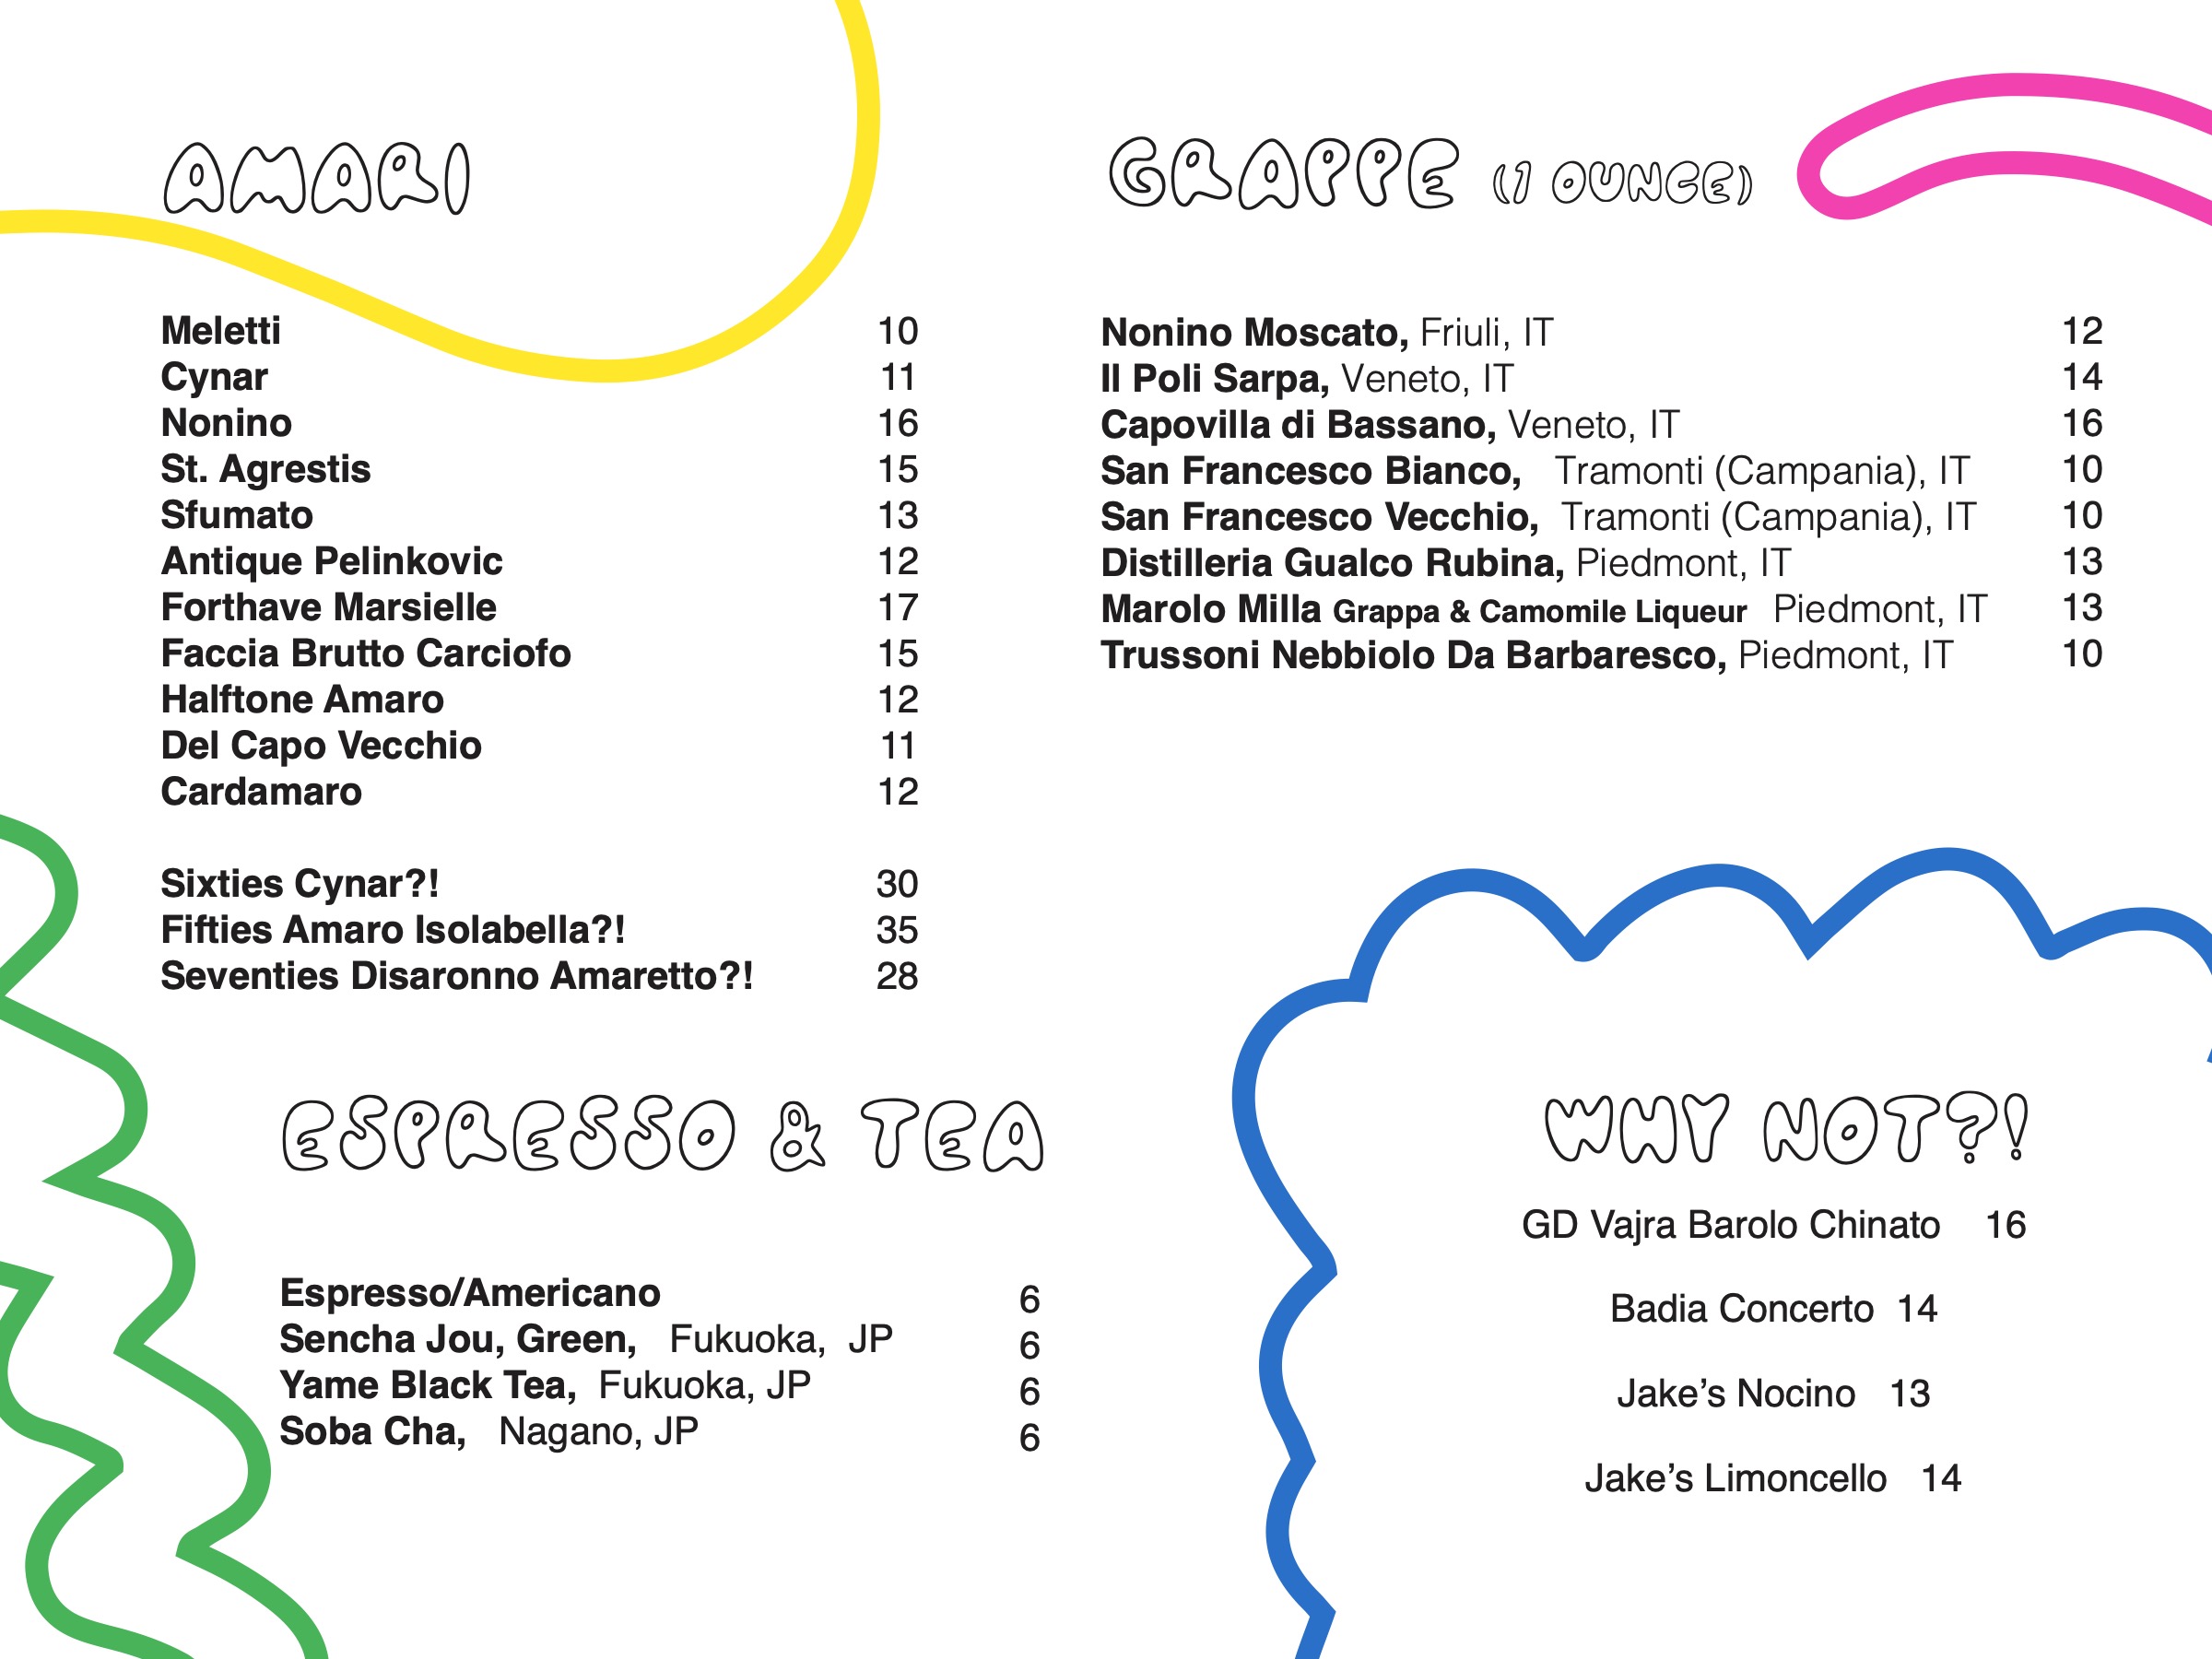 AMARI
Meletti 10
Cynar 11
Nonino 16
St. Agrestis 15
Sfumato 13
Antique Pelinkovic 12
Forthave Marsielle 17
Faccia Brutto Carciofo 15
Halftone Amaro 12
Del Capo Vecchio 11
Cardamaro 12
Sixties Cynar?! 30
Fifties Amaro Isolabella?! 35
Seventies Disaronno Amaretto?! 28
GRAPPE (1 OUNCE)
Nonino Moscato, Friuli, IT 12
Il Poli Sarpa, Veneto, IT 14
Capovilla di Bassano, Veneto, IT 16
San Francesco Bianco, Tramonti (Campania), IT 10
San Francesco Vecchio, Tramonti (Campania), IT 10
Distilleria Gualco Rubina, Piedmont, IT 13
Marolo Milla Grappa & Camomile Liqueur Piedmont, IT 13
Trussoni Nebbiolo Da Barbaresco, Piedmont, IT 10
ESPRESSO & TEA
Espresso/Americano 6
Sencha Jou, Green, Fukuoka, JP 6
Yame Black Tea, Fukuoka, JP 6
Soba Cha, Nagano, JP 6
WHY NOT?!
GD Vajra Barolo Chinato 16
Badia Concerto 14
Jake’s Nocino 13
Jake’s Limoncello 14